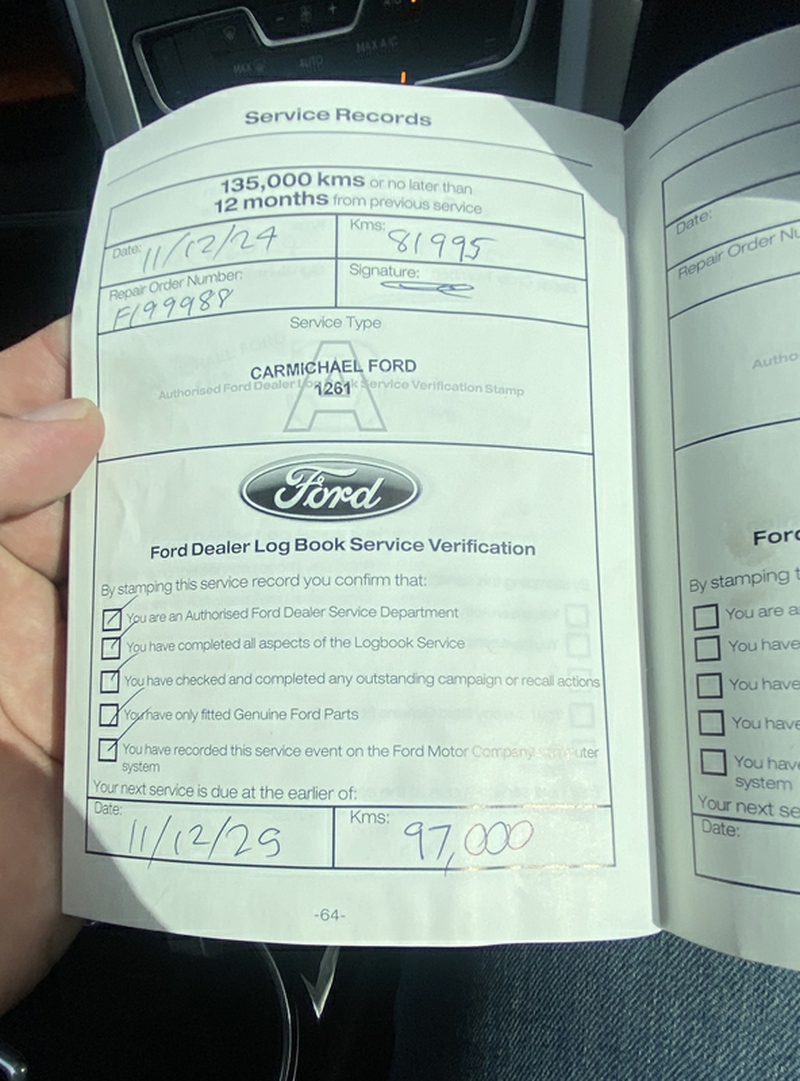 MAX A/C
MAX
AUTO
Service Records
135,000 kms or no later than
12 months from previous service
Date: 11/12/24
Kms: 81995
Repair Order Number:
F199988
Signature:
Service Type
A
CARMICHAEL FORD
1261
Authorised Ford Dealer Log Book Service Verification Stamp
Ford
Ford Dealer Log Book Service Verification
By stamping this service record you confirm that:
You are an Authorised Ford Dealer Service Department
You have completed all aspects of the Logbook Service
You have checked and completed any outstanding campaign or recall actions
You have only fitted Genuine Ford Parts
You have recorded this service event on the Ford Motor Company computer
system
Your next service is due at the earlier of:
Date:
11/12/25
Kms:
97,000
-64-
Date:
Repair Order Nu
Autho
Ford
By stamping t
You are a
You have
You have
You have
You have
system
Your next se
Date: